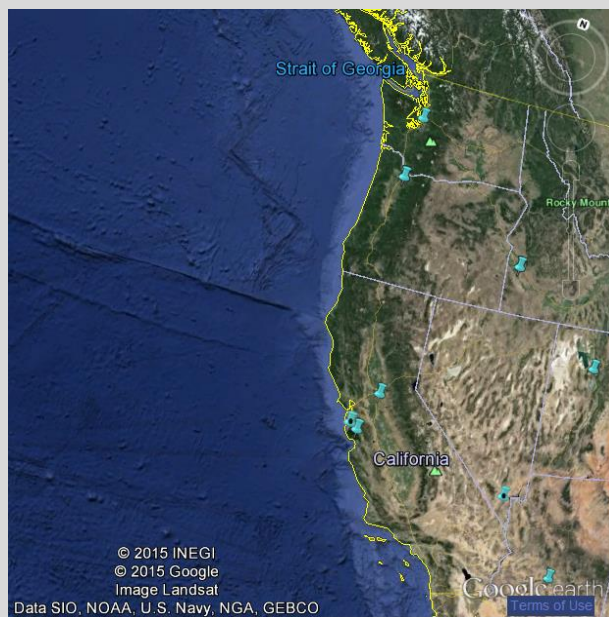 N
Strait of Georgia
Rocky Mount
California
© 2015 INEGI
© 2015 Google
Image Landsat
Data SIO, NOAA, U.S. Navy, NGA, GEBCO
Google earth
Terms of Use